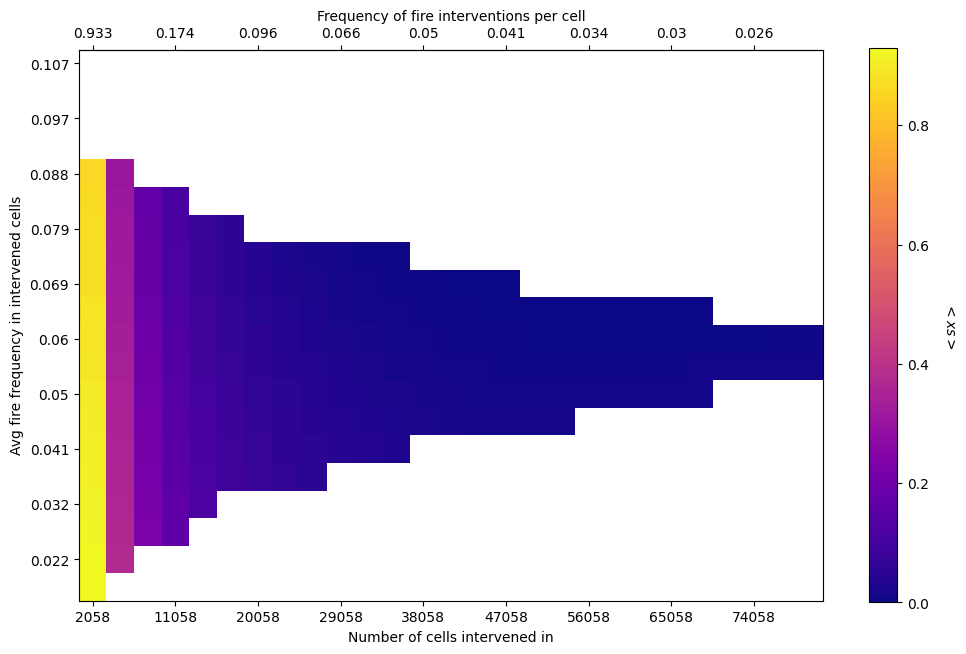 Frequency of fire interventions per cell
0.933 0.174 0.096 0.066 0.05 0.041 0.034 0.03 0.026
0.107
0.097
0.088
0.079
0.069
0.06
0.05
0.041
0.032
0.022
Avg fire frequency in intervened cells
2058 11058 20058 29058 38058 47058 56058 65058 74058
Number of cells intervened in
0.8
0.6
0.4
0.2
0.0
< sx >